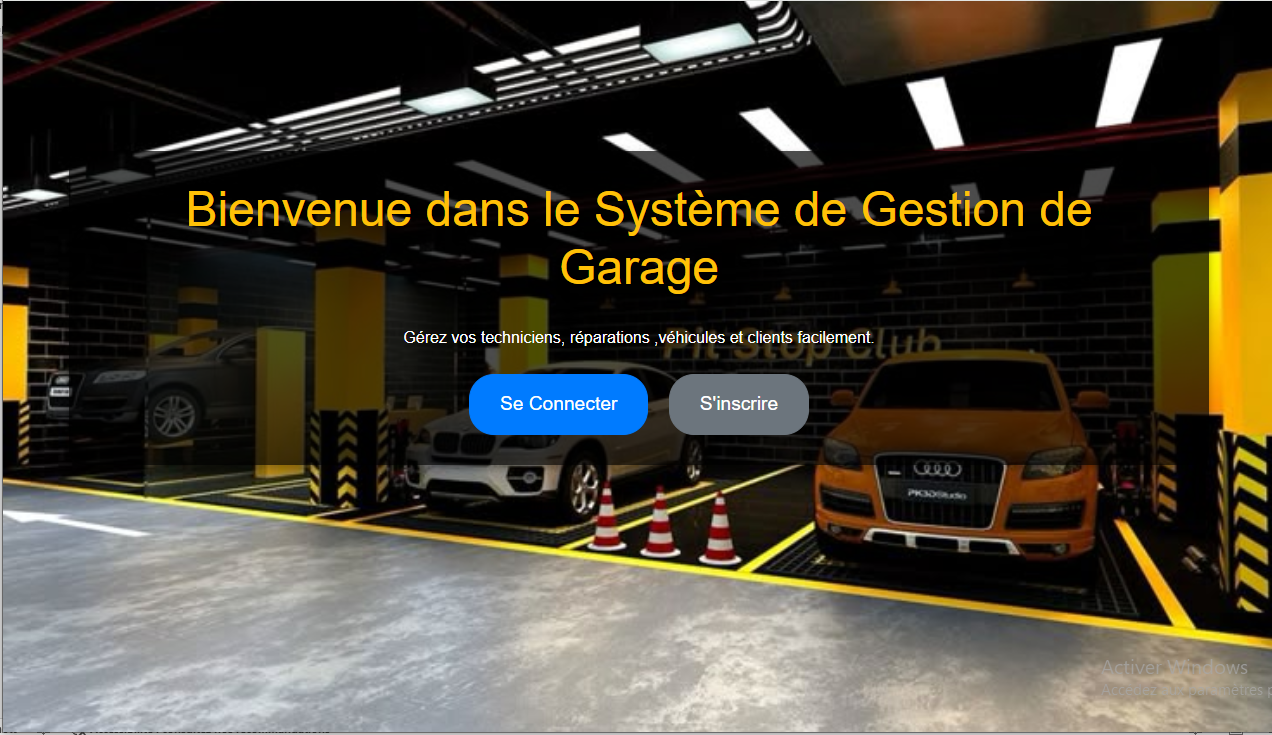 Bienvenue dans le Système de Gestion de
Garage
Gérez vos techniciens, réparations ,véhicules et clients facilement.
Pit Stop Club
Se Connecter
S'inscrire
PK3DStudio
Activer Windows
Accédez aux paramètres